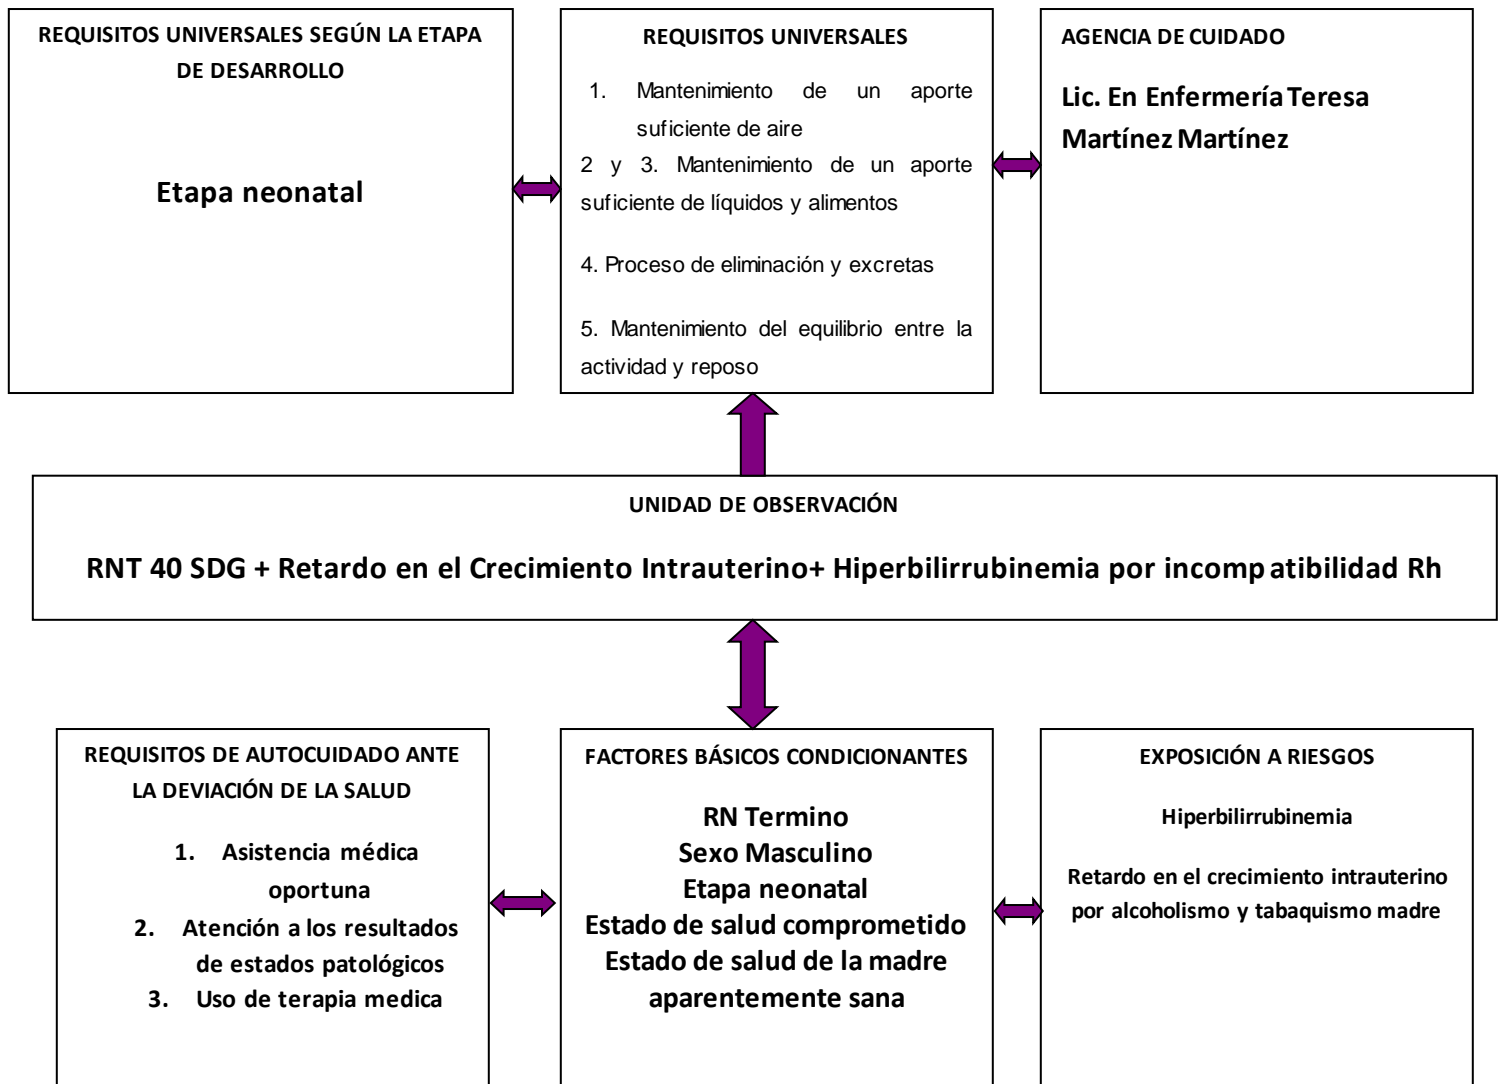 REQUISITOS UNIVERSALES SEGÚN LA ETAPA
DE DESARROLLO
Etapa neonatal
REQUISITOS UNIVERSALES
1. Mantenimiento de un aporte
suficiente de aire
2 y 3. Mantenimiento de un aporte
suficiente de líquidos y alimentos
4. Proceso de eliminación y excretas
5. Mantenimiento del equilibrio entre la
actividad y reposo
AGENCIA DE CUIDADO
Lic. En Enfermería Teresa
Martínez Martínez
UNIDAD DE OBSERVACIÓN
RNT 40 SDG + Retardo en el Crecimiento Intrauterino+ Hiperbilirrubinemia por incompatibilidad Rh
REQUISITOS DE AUTOCUIDADO ANTE
LA DEVIACIÓN DE LA SALUD
1. Asistencia médica
oportuna
2. Atención a los resultados
de estados patológicos
3. Uso de terapia medica
FACTORES BÁSICOS CONDICIONANTES
RN Termino
Sexo Masculino
Etapa neonatal
Estado de salud comprometido
Estado de salud de la madre
aparentemente sana
EXPOSICIÓN A RIESGOS
Hiperbilirrubinemia
Retardo en el crecimiento intrauterino
por alcoholismo y tabaquismo madre